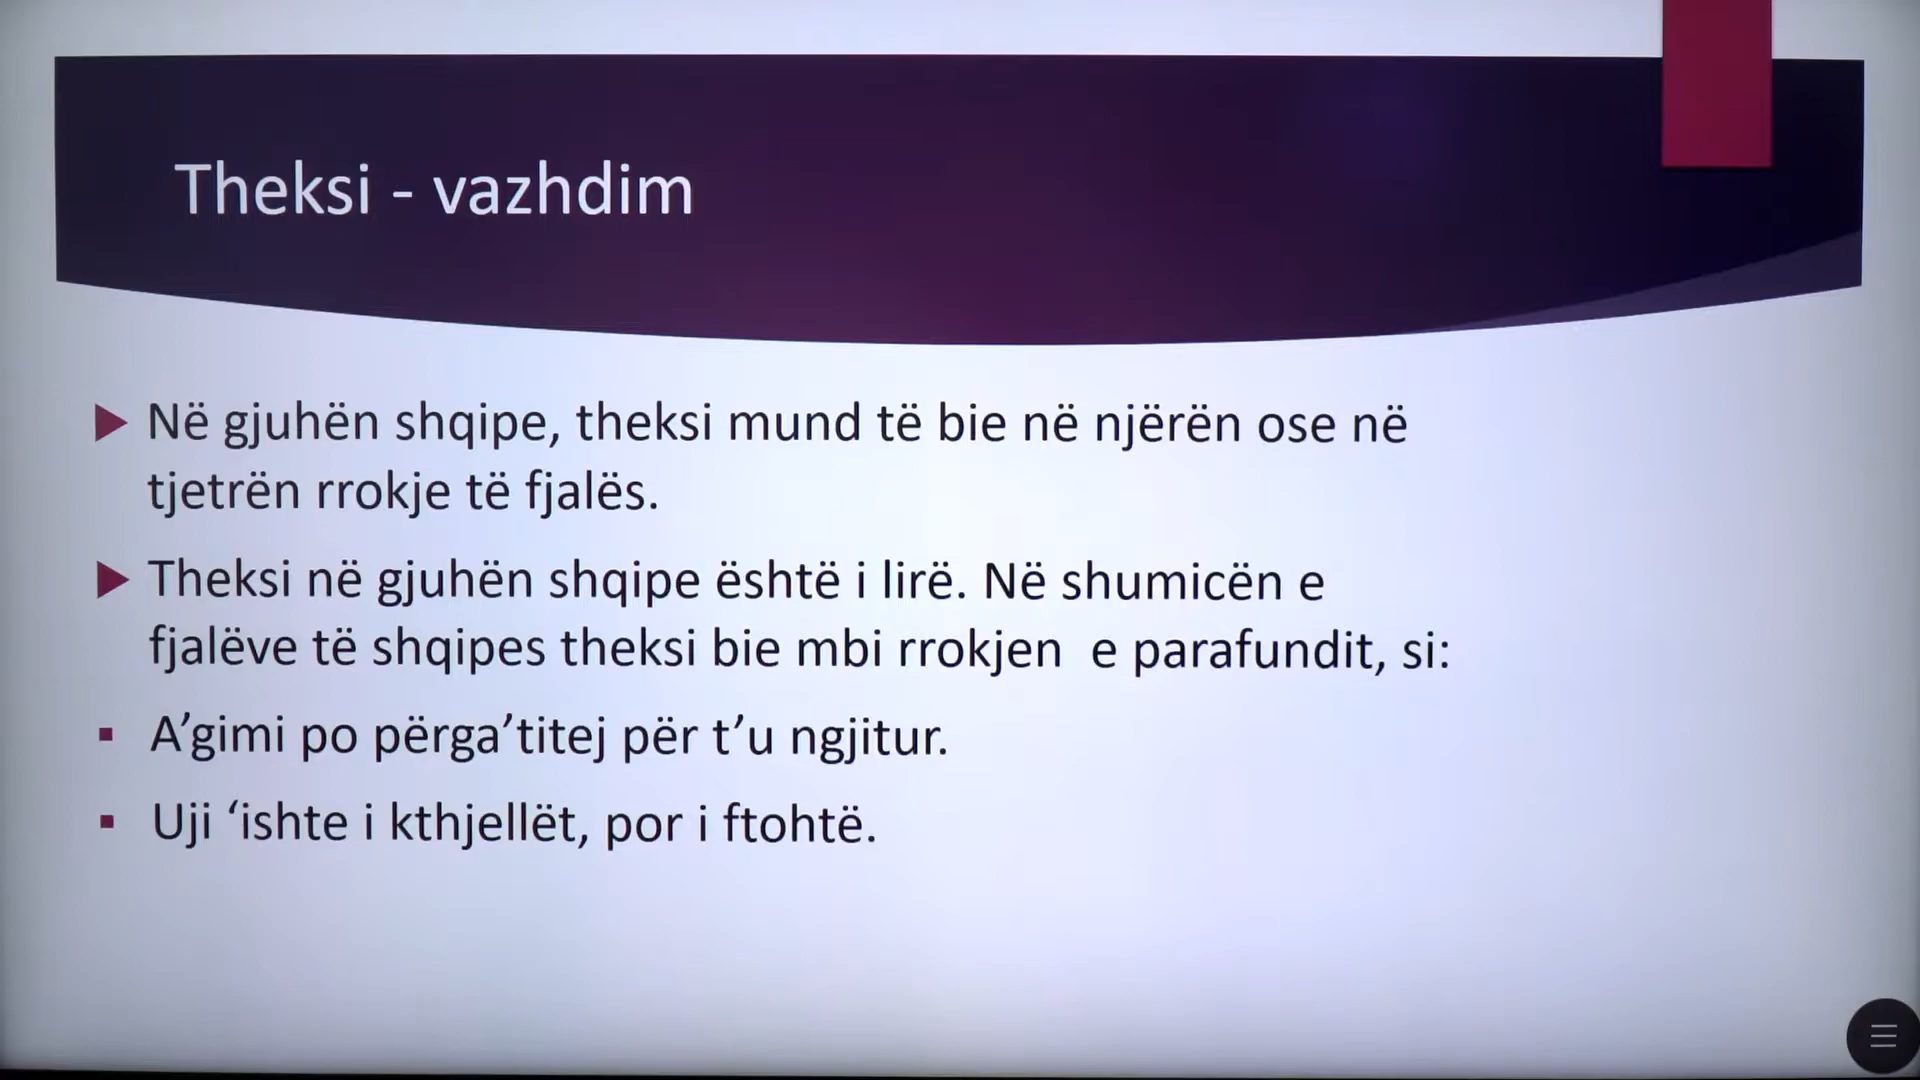 Theksi - vazhdim
Në gjuhën shqipe, theksi mund të bie në njërën ose në
tjetrën rrokje të fjalës.
Theksi në gjuhën shqipe është i lirë. Në shumicën e
fjalëve të shqipes theksi bie mbi rrokjen e parafundit, si:
A’gimi po përga’titej për t’u ngjitur.
Uji ‘ishte i kthjellët, por i ftohtë.